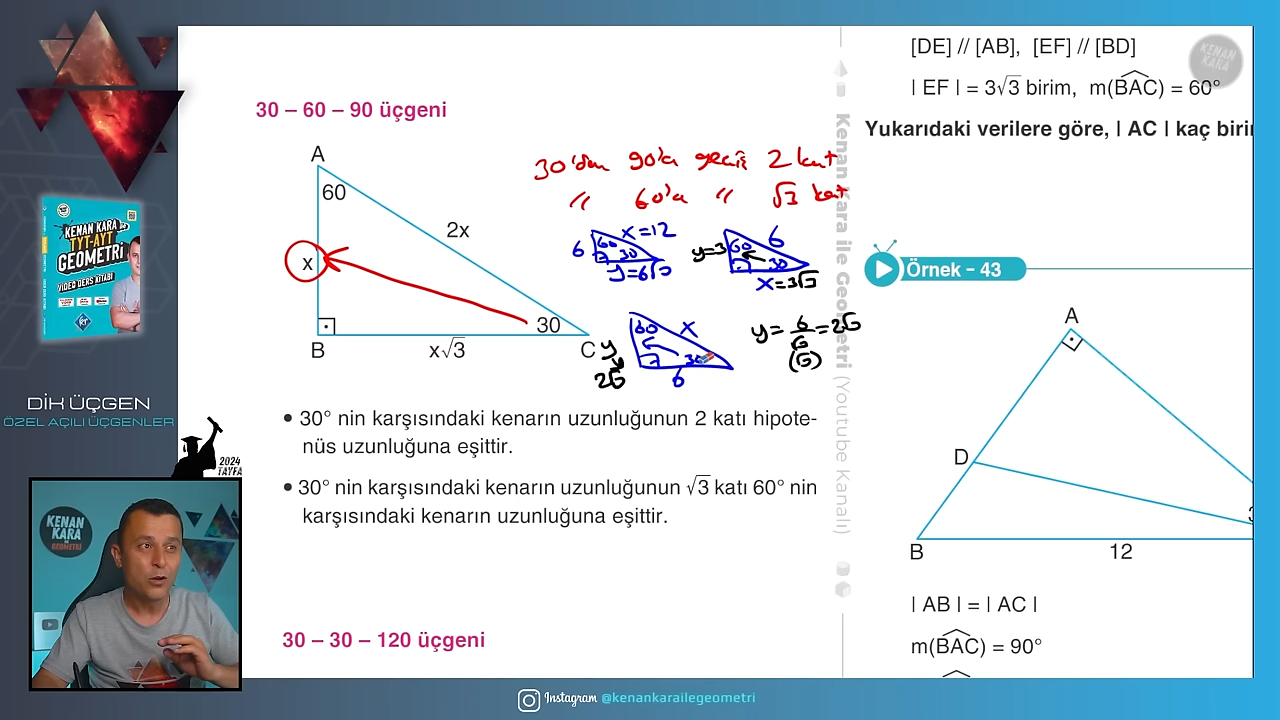 30 – 60 – 90 üçgeni
A
60
2x
x
30
B
x√3
C
30'dan 90'a geçiş 2 kat
" 60'a " √3 kat
x=12
6
60
30
y=6√3
6
y=3
60
30
x=3√3
60
x
y
2√3
30
6
y = 6/√3 = 2√3
(√3)
• 30° nin karşısındaki kenarın uzunluğunun 2 katı hipote-
nüs uzunluğuna eşittir.
• 30° nin karşısındaki kenarın uzunluğunun √3 katı 60° nin
karşısındaki kenarın uzunluğuna eşittir.
30 – 30 – 120 üçgeni
Kenan Kara ile Geometri (Youtube Kanalı)
[DE] // [AB], [EF] // [BD]
| EF | = 3√3 birim, m(BAC) = 60°
Yukarıdaki verilere göre, | AC | kaç biri
KENAN
KARA
Örnek - 43
A
D
B
12
| AB | = | AC |
m(BAC) = 90°
KENAN KARA
TYT-AYT
GEOMETRİ
VİDEO DERS KİTABI
DİK ÜÇGEN
ÖZEL AÇILI ÜÇGENLER
2024
TAYFA
KENAN
KARA
GEOMETRİ
Instagram @kenankarailegeometri